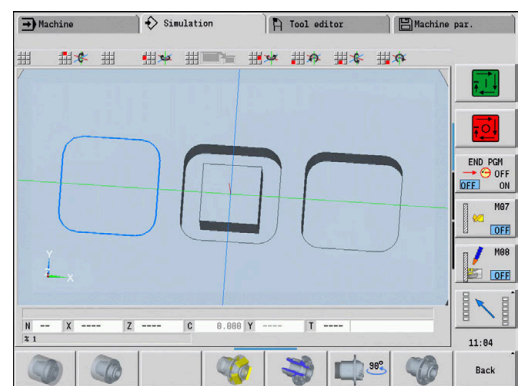 Machine Simulation Tool editor Machine par.
END PGM
OFF
OFF ON
M07
OFF
M08
OFF
Y
Z X
N -- X ---- Z ---- C 0.000 Y ---- T ----
% 1
11:04
90°
Back